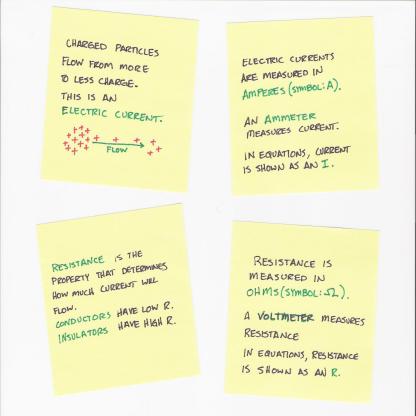 CHARGED PARTICLES
FLOW FROM MORE
TO LESS CHARGE.
THIS IS AN
ELECTRIC CURRENT.
FLOW
ELECTRIC CURRENTS
ARE MEASURED IN
AMPERES (SYMBOL: A).
AN AMMETER
MEASURES CURRENT.
IN EQUATIONS, CURRENT
IS SHOWN AS AN I.
RESISTANCE IS THE
PROPERTY THAT DETERMINES
HOW MUCH CURRENT WILL
FLOW.
CONDUCTORS HAVE LOW R.
INSULATORS HAVE HIGH R.
RESISTANCE IS
MEASURED IN
OHMS (SYMBOL: Ω).
A VOLTMETER MEASURES
RESISTANCE
IN EQUATIONS, RESISTANCE
IS SHOWN AS AN R.